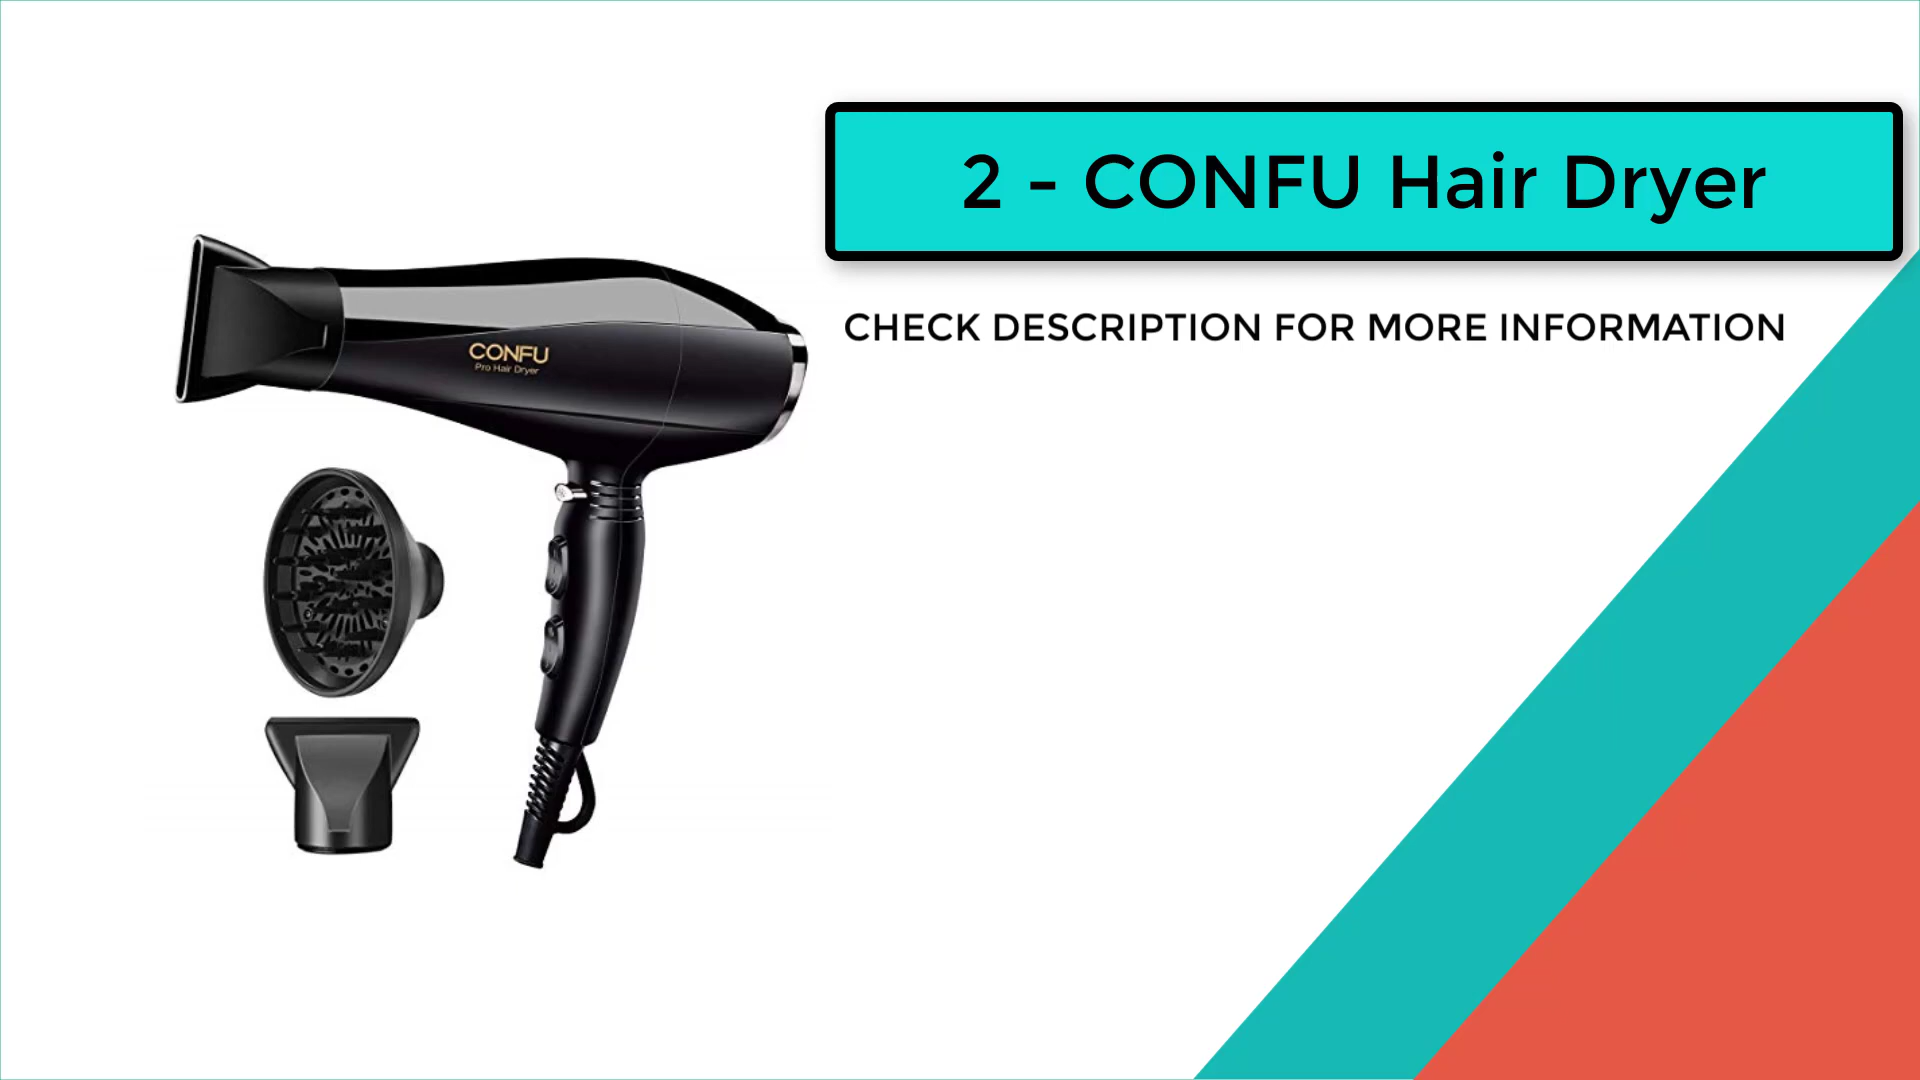 2 - CONFU Hair Dryer
CHECK DESCRIPTION FOR MORE INFORMATION
CONFU
Pro Hair Dryer